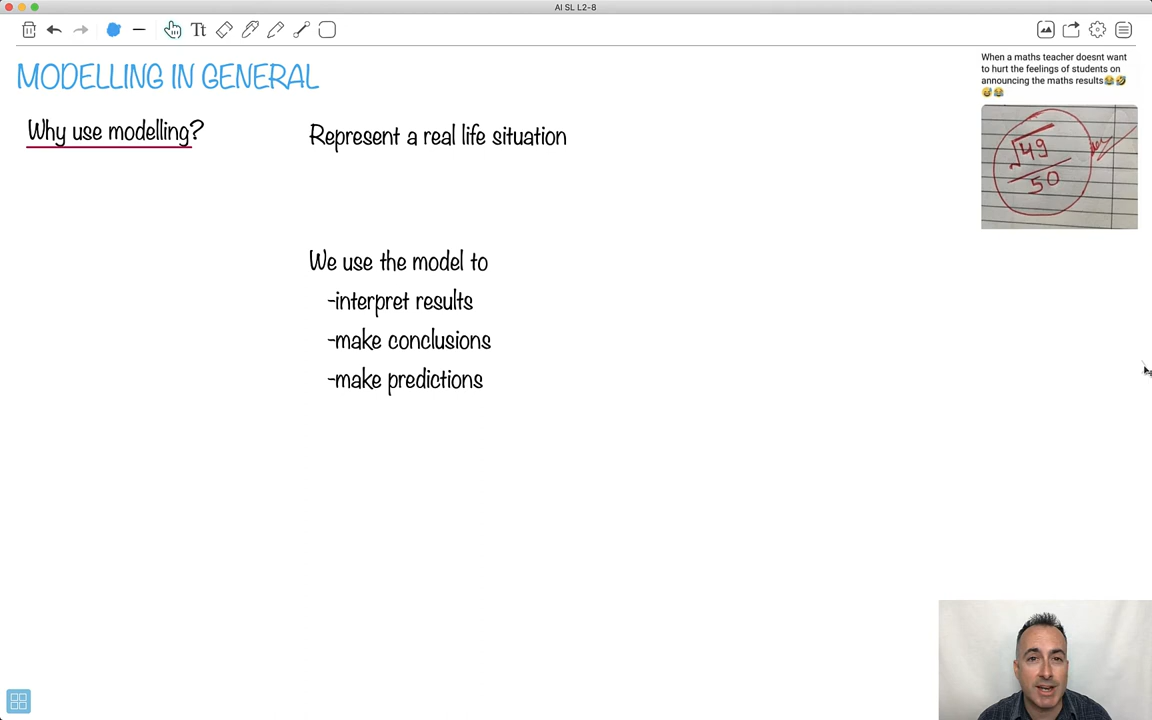 AI SL L2-8
Tt
MODELLING IN GENERAL
Why use modelling?
Represent a real life situation
We use the model to
-interpret results
-make conclusions
-make predictions
When a maths teacher doesnt want
to hurt the feelings of students on
announcing the maths results😂🤣
😅😂
√49
50